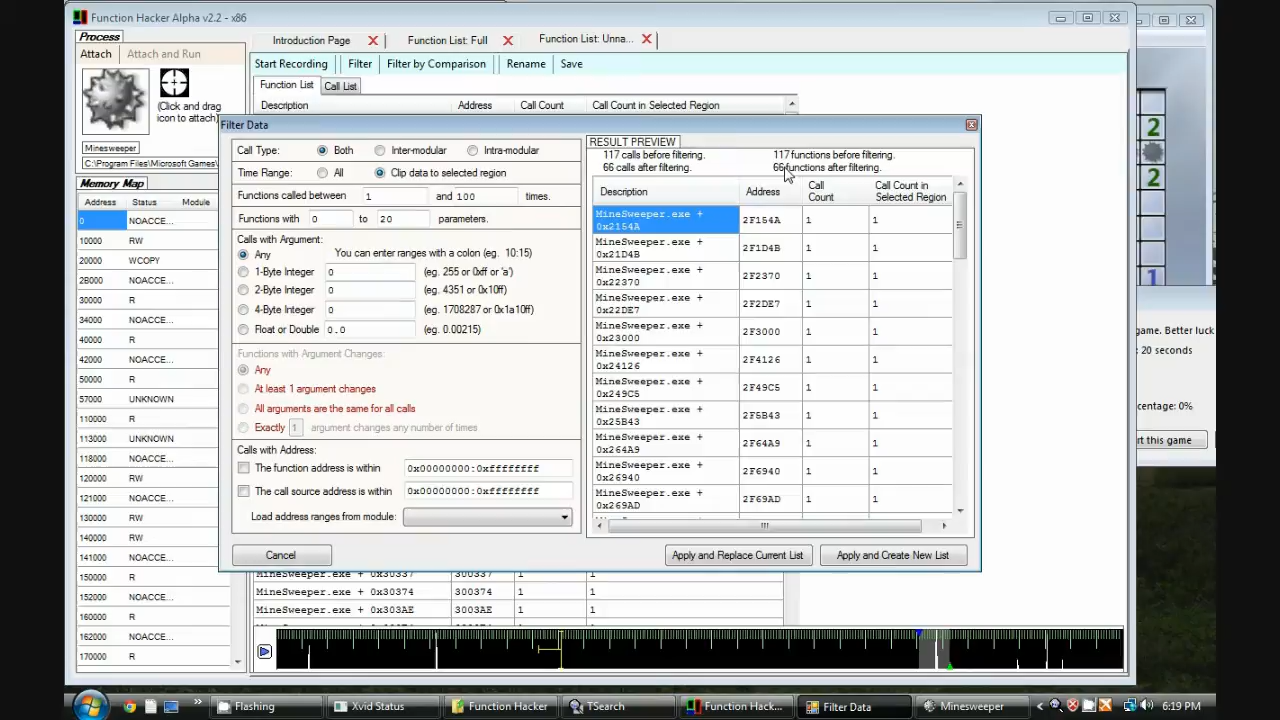 Function Hacker Alpha v2.2 - x86
Process
Attach
Attach and Run
(Click and drag
icon to attach)
Minesweeper
C:\Program Files\Microsoft Games\
Memory Map
Address Status Module
0 NOACCE...
10000 RW
20000 WCOPY
2B000 NOACCE...
30000 R
34000 NOACCE...
40000 R
42000 NOACCE...
50000 R
57000 UNKNOWN
110000 R
113000 UNKNOWN
118000 NOACCE...
120000 RW
121000 NOACCE...
130000 RW
140000 RW
141000 NOACCE...
150000 R
152000 NOACCE...
160000 R
162000 NOACCE...
170000 R
Introduction Page
Function List: Full
Function List: Unna...
Start Recording
Filter
Filter by Comparison
Rename
Save
Function List
Call List
Description Address Call Count Call Count in Selected Region
Filter Data
Call Type: Both Inter-modular Intra-modular
Time Range: All Clip data to selected region
Functions called between 1 and 100 times.
Functions with 0 to 20 parameters.
Calls with Argument:
Any You can enter ranges with a colon (eg. 10:15)
1-Byte Integer 0 (eg. 255 or 0xff or 'a')
2-Byte Integer 0 (eg. 4351 or 0x10ff)
4-Byte Integer 0 (eg. 1708287 or 0x1a10ff)
Float or Double 0.0 (eg. 0.00215)
Functions with Argument Changes:
Any
At least 1 argument changes
All arguments are the same for all calls
Exactly 1 argument changes any number of times
Calls with Address:
The function address is within 0x00000000:0xffffffff
The call source address is within 0x00000000:0xffffffff
Load address ranges from module:
Cancel
RESULT PREVIEW
117 calls before filtering. 117 functions before filtering.
66 calls after filtering. 66 functions after filtering.
Description Address Call Count Call Count in Selected Region
MineSweeper.exe + 0x2154A 2F154A 1 1
MineSweeper.exe + 0x21D4B 2F1D4B 1 1
MineSweeper.exe + 0x22370 2F2370 1 1
MineSweeper.exe + 0x22DE7 2F2DE7 1 1
MineSweeper.exe + 0x23000 2F3000 1 1
MineSweeper.exe + 0x24126 2F4126 1 1
MineSweeper.exe + 0x249C5 2F49C5 1 1
MineSweeper.exe + 0x25B43 2F5B43 1 1
MineSweeper.exe + 0x264A9 2F64A9 1 1
MineSweeper.exe + 0x26940 2F6940 1 1
MineSweeper.exe + 0x269AD 2F69AD 1 1
Apply and Replace Current List
Apply and Create New List
MineSweeper.exe + 0x30374 300374 1 1
MineSweeper.exe + 0x303AE 3003AE 1 1
2
2
1
game. Better luck
20 seconds
centage: 0%
rt this game
Flashing
Xvid Status
Function Hacker
TSearch
Function Hack...
Filter Data
Minesweeper
6:19 PM